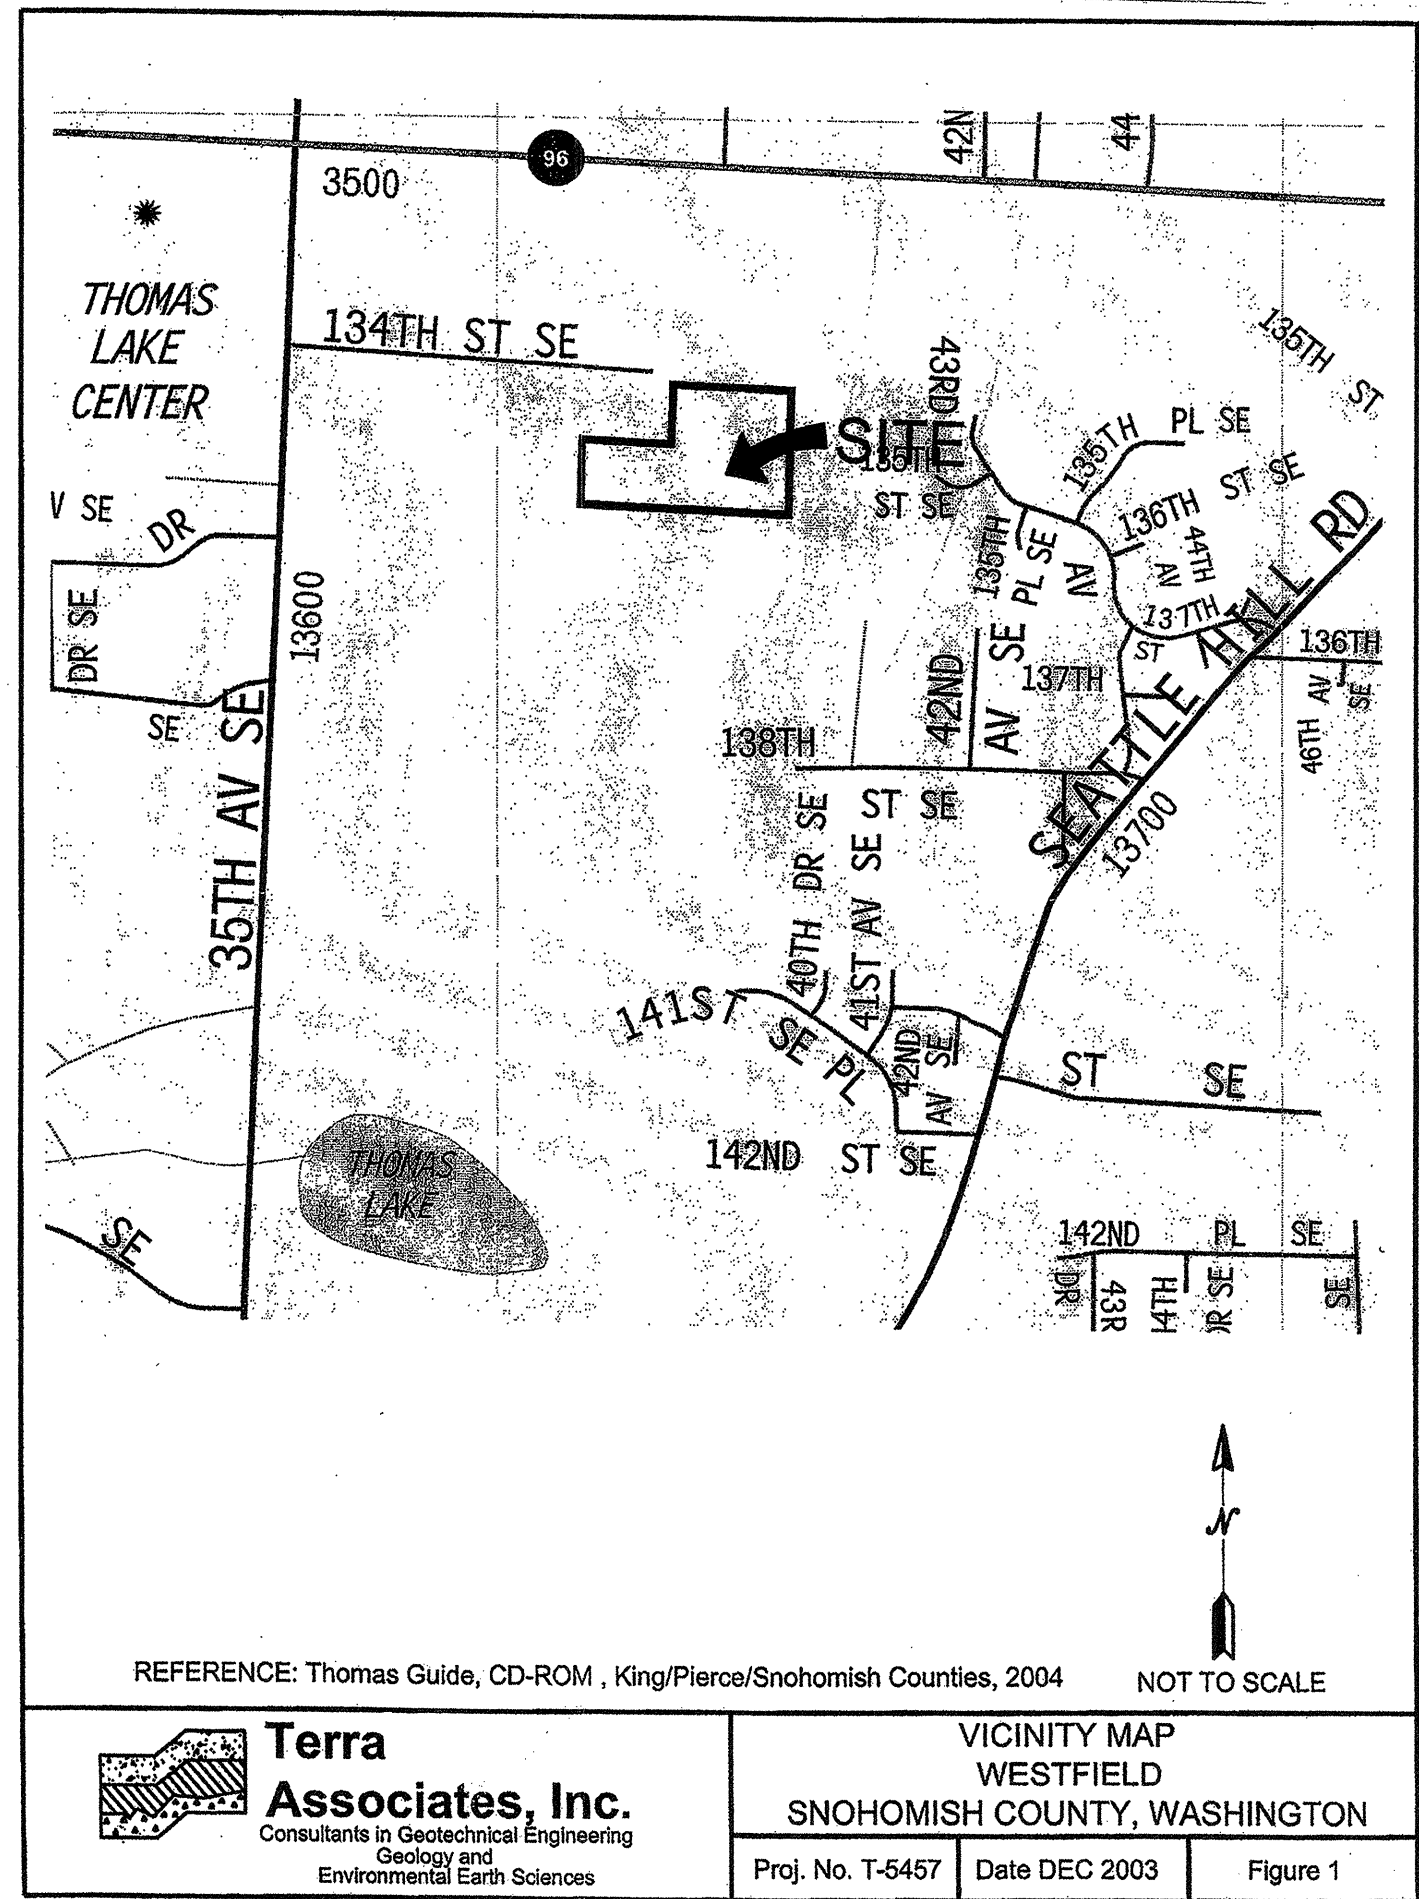 42N
44
96
3500
THOMAS
LAKE
CENTER
134TH ST SE
135TH ST
43RD
SITE
135TH
ST SE
135TH PL SE
136TH ST SE
V SE
DR
DR SE
SE
13600
35TH AV SE
135TH PL SE
AV SE
AV
44TH AV
137TH
ST
137TH
42ND
SEATTLE HILL RD
13700
136TH
46TH AV SE
138TH
ST SE
40TH DR SE
41ST AV SE
141ST
SE PL
42ND
AV
SE
ST SE
142ND ST SE
THOMAS
LAKE
SE
142ND PL SE
DR
43R
44TH
DR SE
SE
N
REFERENCE: Thomas Guide, CD-ROM , King/Pierce/Snohomish Counties, 2004
NOT TO SCALE
Terra
Associates, Inc.
Consultants in Geotechnical Engineering
Geology and
Environmental Earth Sciences
VICINITY MAP
WESTFIELD
SNOHOMISH COUNTY, WASHINGTON
Proj. No. T-5457
Date DEC 2003
Figure 1